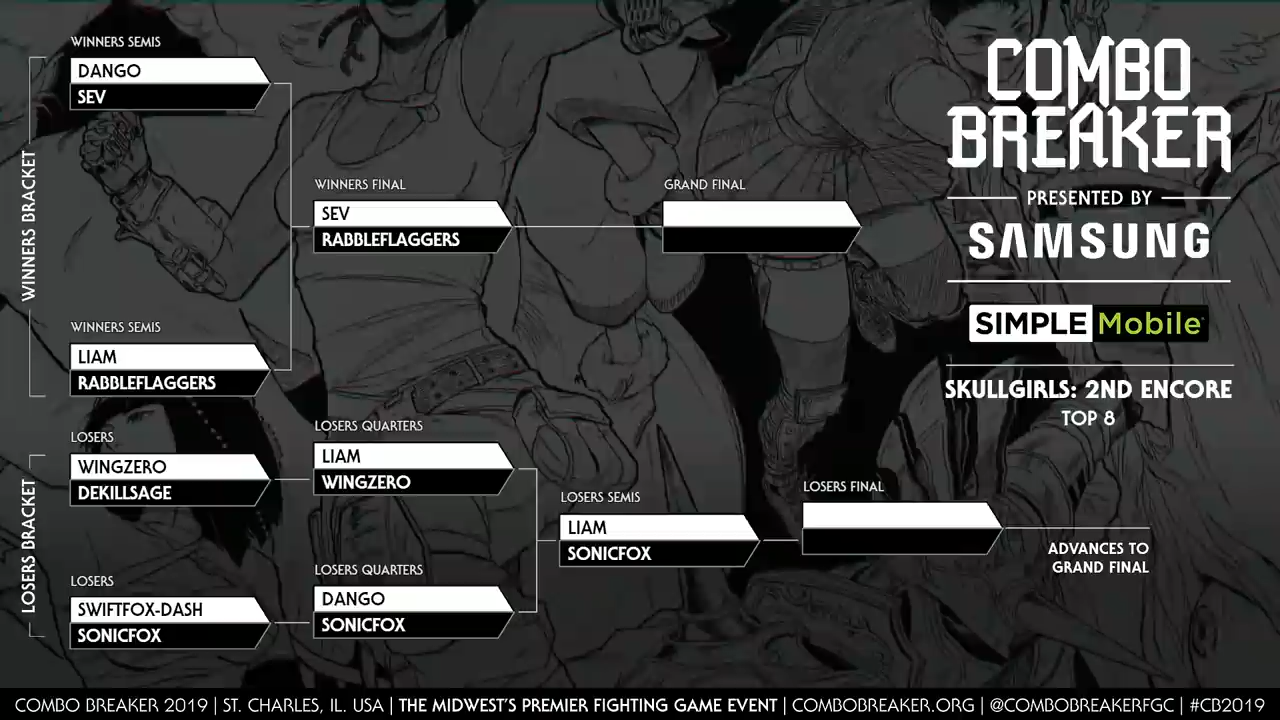 WINNERS SEMIS
DANGO
SEV
WINNERS BRACKET
WINNERS FINAL
SEV
RABBLEFLAGGERS
GRAND FINAL
WINNERS SEMIS
LIAM
RABBLEFLAGGERS
LOSERS BRACKET
LOSERS
WINGZERO
DEKILLSAGE
LOSERS QUARTERS
LIAM
WINGZERO
LOSERS SEMIS
LIAM
SONICFOX
LOSERS FINAL
ADVANCES TO
GRAND FINAL
LOSERS
SWIFTFOX-DASH
SONICFOX
LOSERS QUARTERS
DANGO
SONICFOX
COMBO
BREAKER
PRESENTED BY
SAMSUNG
SIMPLE Mobile
SKULLGIRLS: 2ND ENCORE
TOP 8
COMBO BREAKER 2019 | ST. CHARLES, IL. USA | THE MIDWEST'S PREMIER FIGHTING GAME EVENT | COMBOBREAKER.ORG | @COMBOBREAKERFGC | #CB2019